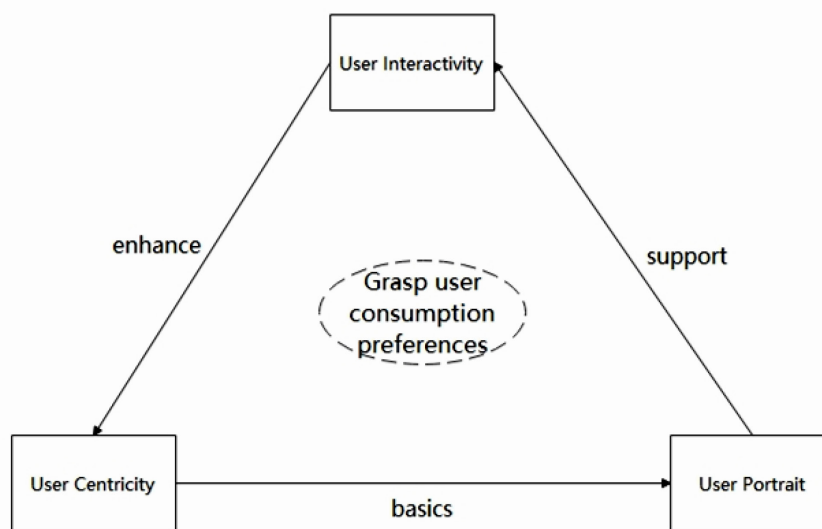 User Interactivity
enhance
support
Grasp user
consumption
preferences
User Centricity
basics
User Portrait